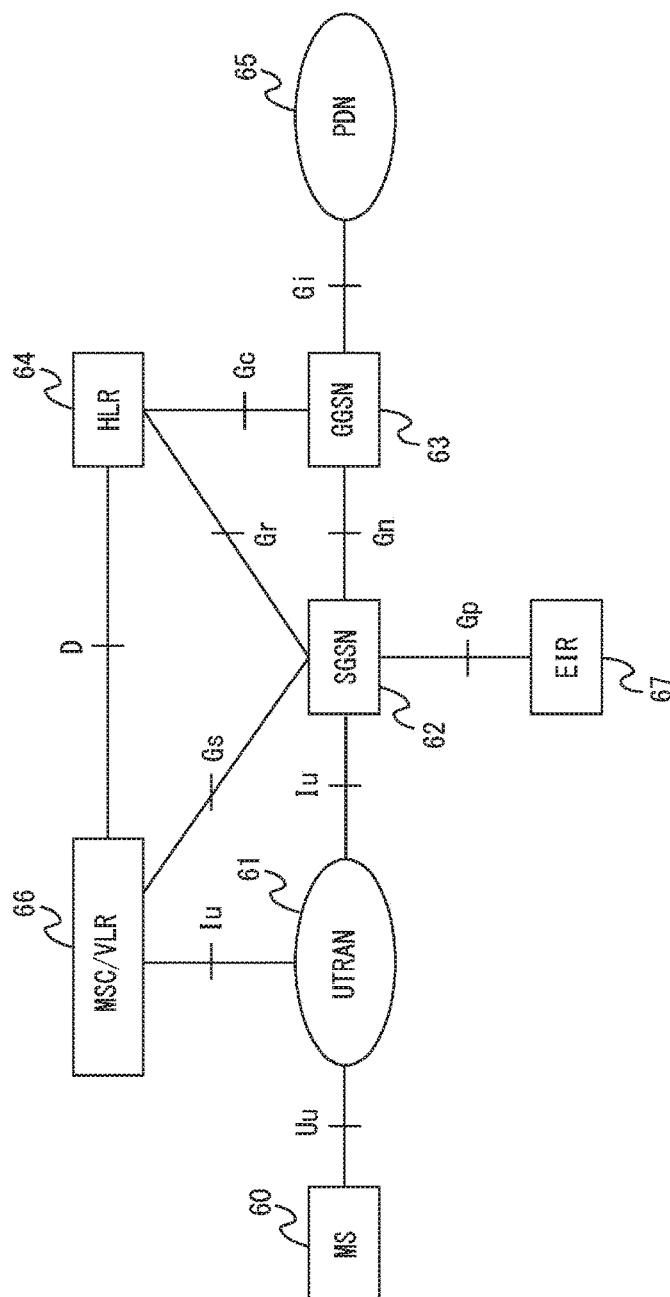 66
MSC/VLR
D
64
HLR
Iu
Gs
Gr
Gc
60
MS
Uu
61
UTRAN
Iu
SGSN
62
Gn
GGSN
63
Gi
65
PDN
Gp
EIR
67